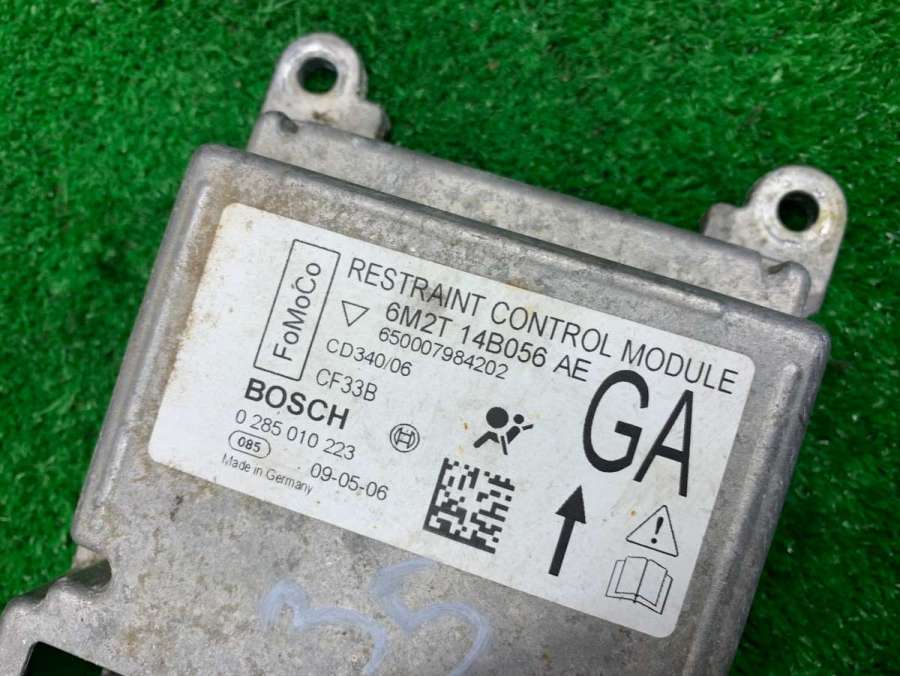 FoMoCo
RESTRAINT CONTROL MODULE
6M2T 14B056 AE
650007984202
CD340/06
CF33B
GA
BOSCH
0 285 010 223
085
09-05-06
Made in Germany
35